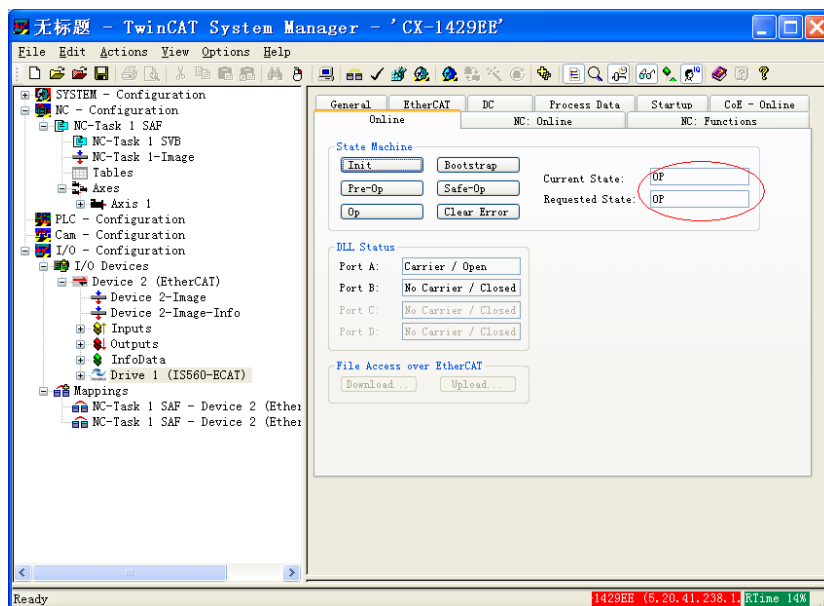 无标题 - TwinCAT System Manager - 'CX-1429EE'
File Edit Actions View Options Help
SYSTEM - Configuration
NC - Configuration
NC-Task 1 SAF
NC-Task 1 SVB
NC-Task 1-Image
Tables
Axes
Axis 1
PLC - Configuration
Cam - Configuration
I/O - Configuration
I/O Devices
Device 2 (EtherCAT)
Device 2-Image
Device 2-Image-Info
Inputs
Outputs
InfoData
Drive 1 (IS560-ECAT)
Mappings
NC-Task 1 SAF - Device 2 (Ether
NC-Task 1 SAF - Device 2 (Ether
General EtherCAT DC Process Data Startup CoE - Online
Online NC: Online NC: Functions
State Machine
Init Bootstrap
Pre-Op Safe-Op
Op Clear Error
Current State: OP
Requested State: OP
DLL Status
Port A: Carrier / Open
Port B: No Carrier / Closed
Port C: No Carrier / Closed
Port D: No Carrier / Closed
File Access over EtherCAT
Download... Upload...
Ready 1429EE (5.20.41.238.1. RTime 14%